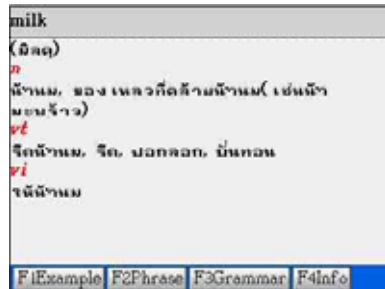 milk
(มิลคฺ)
n
น้ำนม, ของเหลวที่คล้ายน้ำนม( เช่นน้ำ
มะพร้าว)
vt
รีดน้ำนม, รีด, ปอกลอก, บั่นทอน
vi
ให้น้ำนม
F1Example F2Phrase F3Grammar F4Info